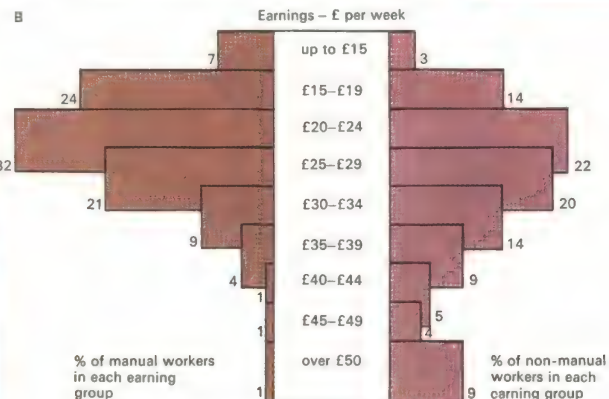 B
Earnings – £ per week
7 up to £15 3
24 £15–£19 14
32 £20–£24 22
21 £25–£29 20
9 £30–£34 14
4 £35–£39 9
1 £40–£44 5
1 £45–£49 4
1 over £50 9
% of manual workers
in each earning
group
% of non-manual
workers in each
earning group